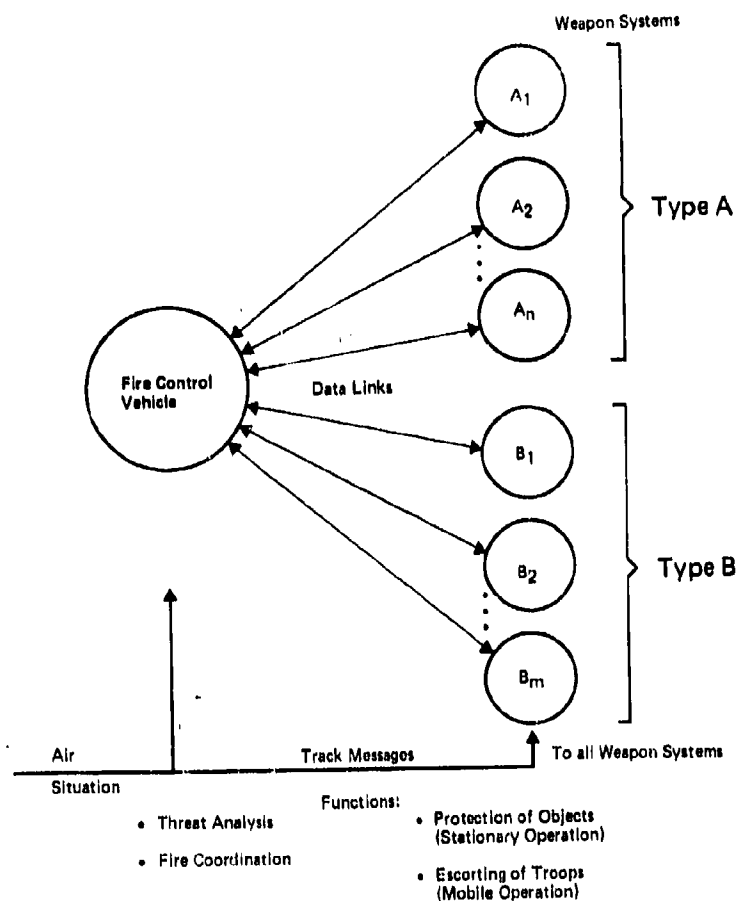 Weapon Systems
A1
A2
Type A
An
Fire Control
Vehicle
Data Links
B1
B2
Type B
Bm
Air
Track Messages
To all Weapon Systems
Situation
Functions:
• Threat Analysis
• Fire Coordination
• Protection of Objects
(Stationary Operation)
• Escorting of Troops
(Mobile Operation)